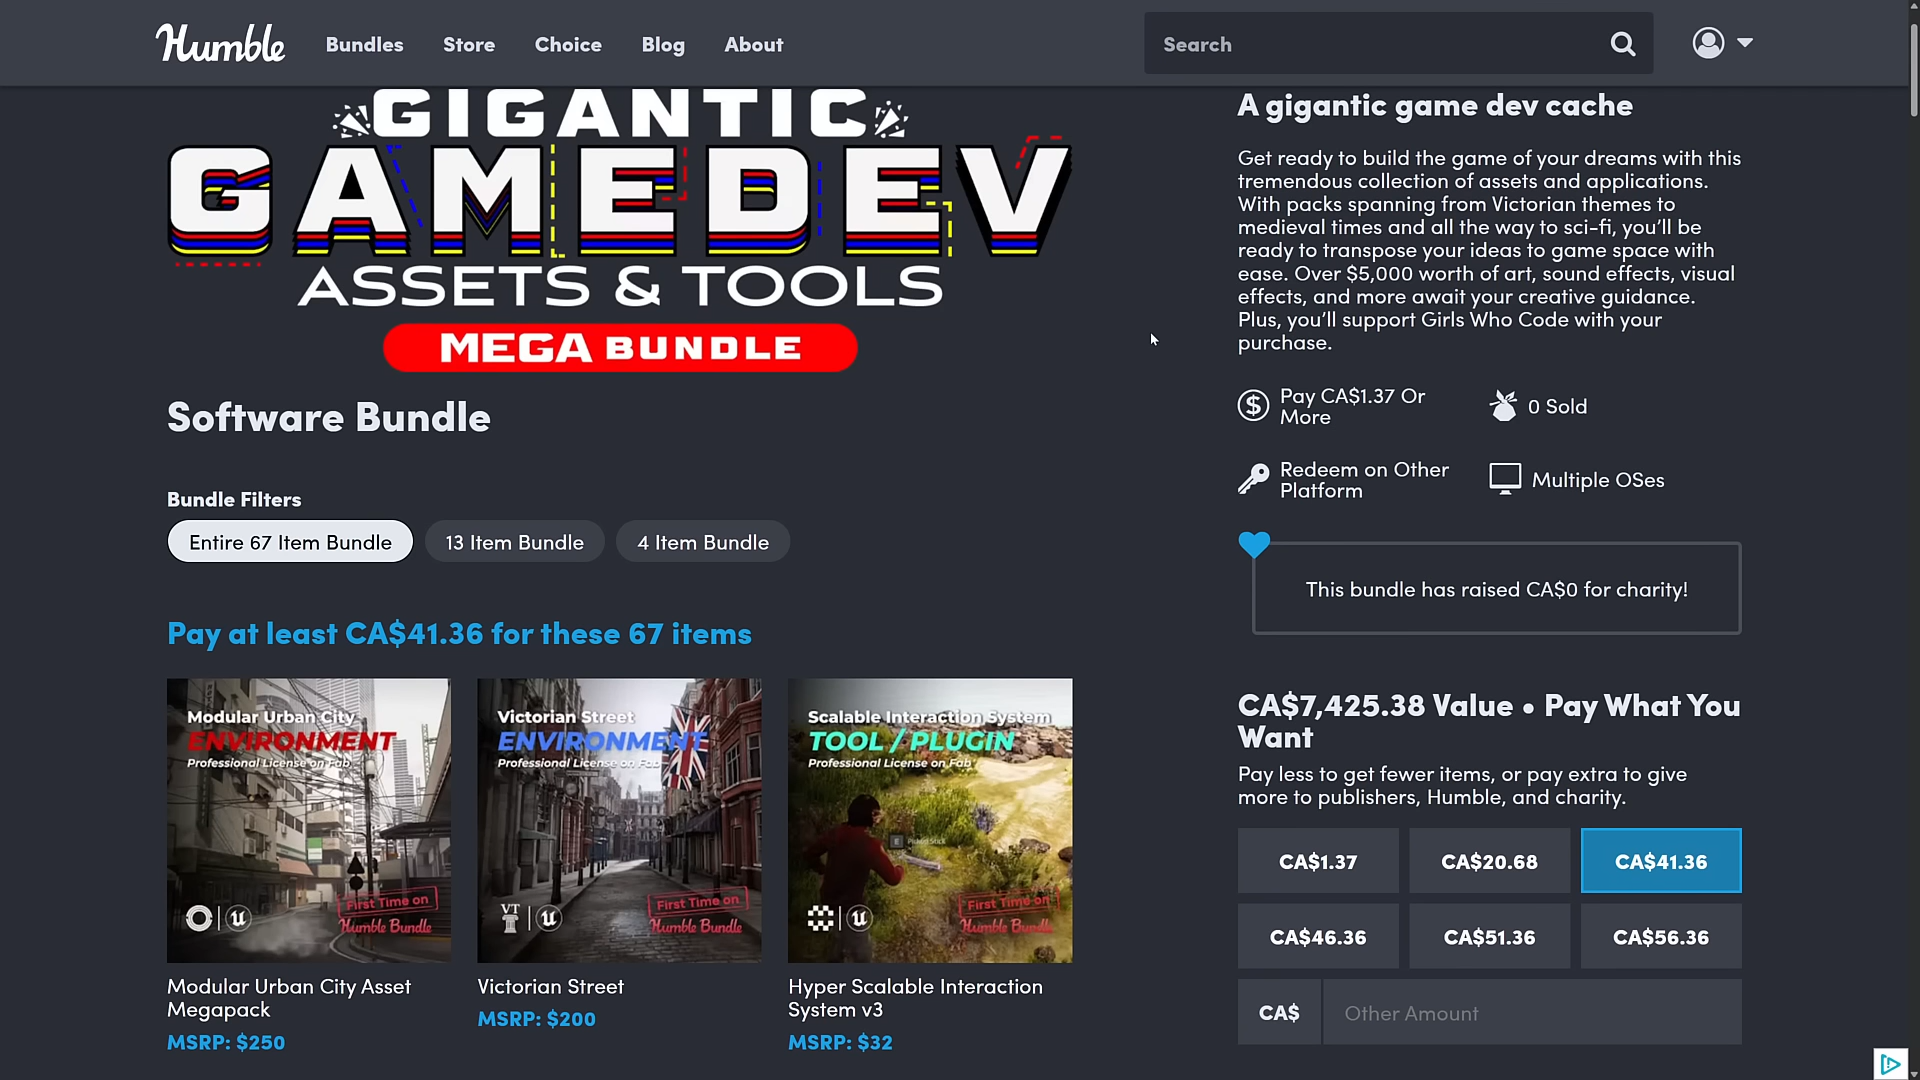 Humble
Bundles
Store
Choice
Blog
About
Search
GIGANTIC
GAMEDEV
ASSETS & TOOLS
MEGA BUNDLE
Software Bundle
Bundle Filters
Entire 67 Item Bundle
13 Item Bundle
4 Item Bundle
Pay at least CA$41.36 for these 67 items
Modular Urban City
ENVIRONMENT
Professional License on Fab
First Time on
Humble Bundle
Modular Urban City Asset
Megapack
MSRP: $250
Victorian Street
ENVIRONMENT
Professional License on Fab
VT
First Time on
Humble Bundle
Victorian Street
MSRP: $200
Scalable Interaction System
TOOL / PLUGIN
Professional License on Fab
E
First Time on
Humble Bundle
Hyper Scalable Interaction
System v3
MSRP: $32
A gigantic game dev cache
Get ready to build the game of your dreams with this
tremendous collection of assets and applications.
With packs spanning from Victorian themes to
medieval times and all the way to sci-fi, you’ll be
ready to transpose your ideas to game space with
ease. Over $5,000 worth of art, sound effects, visual
effects, and more await your creative guidance.
Plus, you’ll support Girls Who Code with your
purchase.
Pay CA$1.37 Or
More
0 Sold
Redeem on Other
Platform
Multiple OSes
This bundle has raised CA$0 for charity!
CA$7,425.38 Value • Pay What You
Want
Pay less to get fewer items, or pay extra to give
more to publishers, Humble, and charity.
CA$1.37
CA$20.68
CA$41.36
CA$46.36
CA$51.36
CA$56.36
CA$
Other Amount